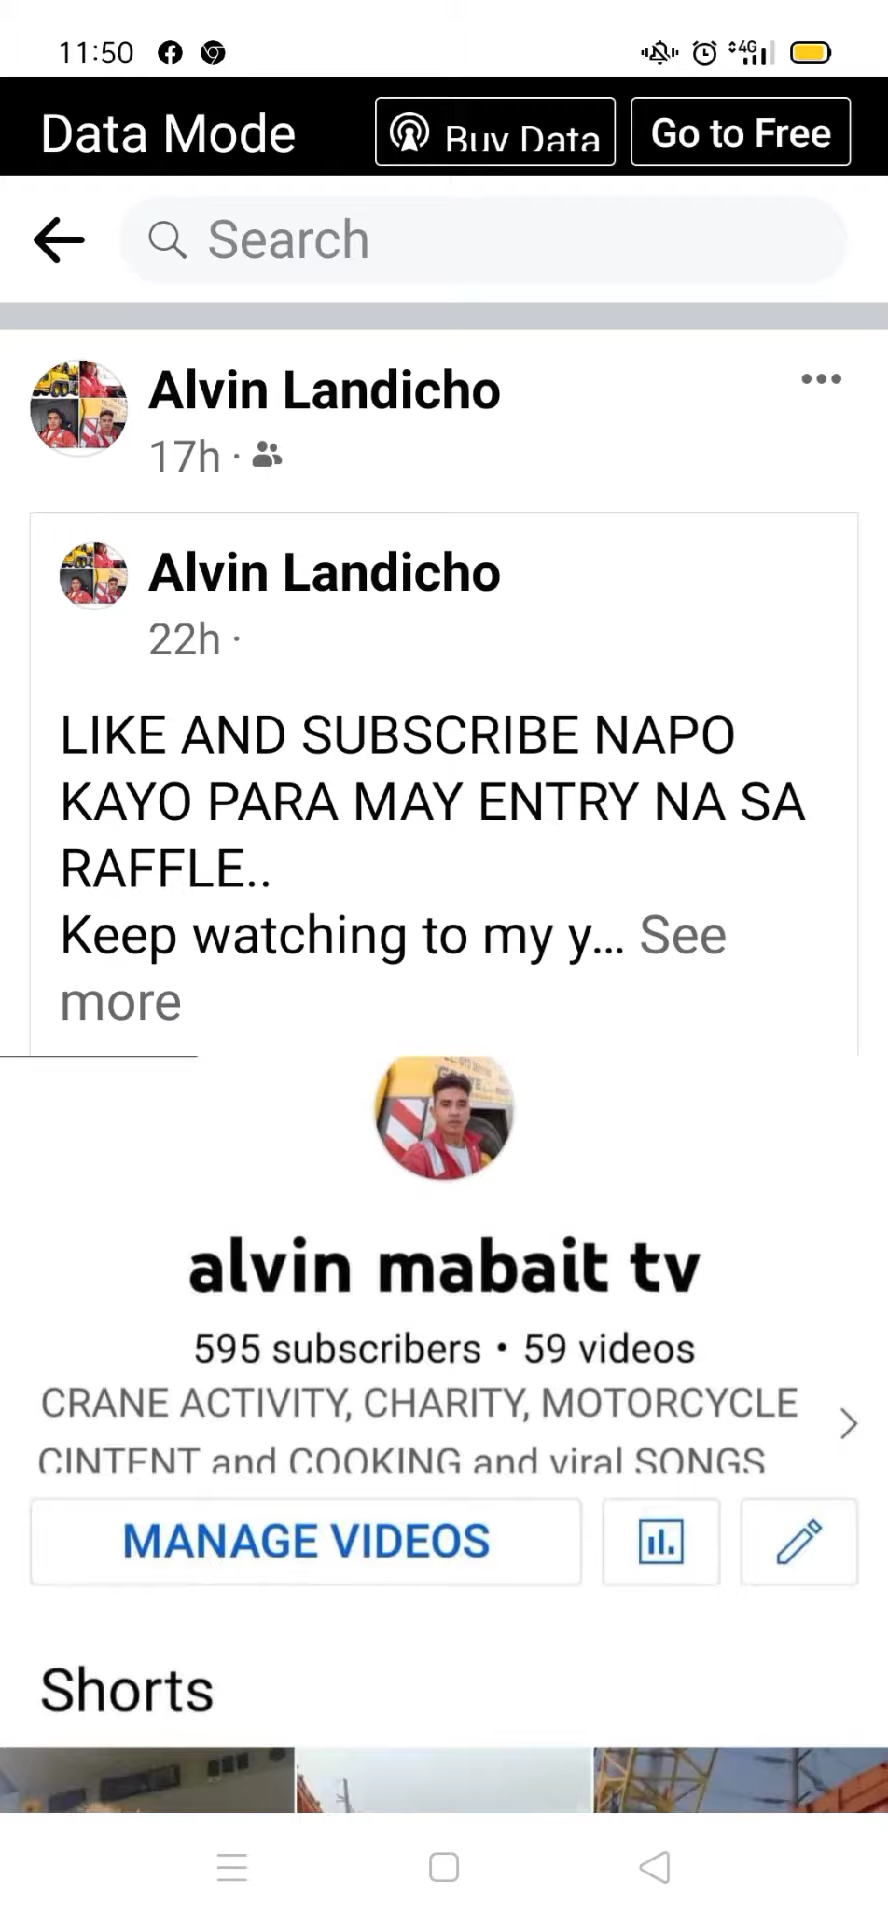 11:50
4G
Data Mode
Buy Data
Go to Free
Search
Alvin Landicho
17h ·
Alvin Landicho
22h ·
LIKE AND SUBSCRIBE NAPO
KAYO PARA MAY ENTRY NA SA
RAFFLE..
Keep watching to my y... See
more
alvin mabait tv
595 subscribers • 59 videos
CRANE ACTIVITY, CHARITY, MOTORCYCLE
CINTENT and COOKING and viral SONGS
MANAGE VIDEOS
Shorts